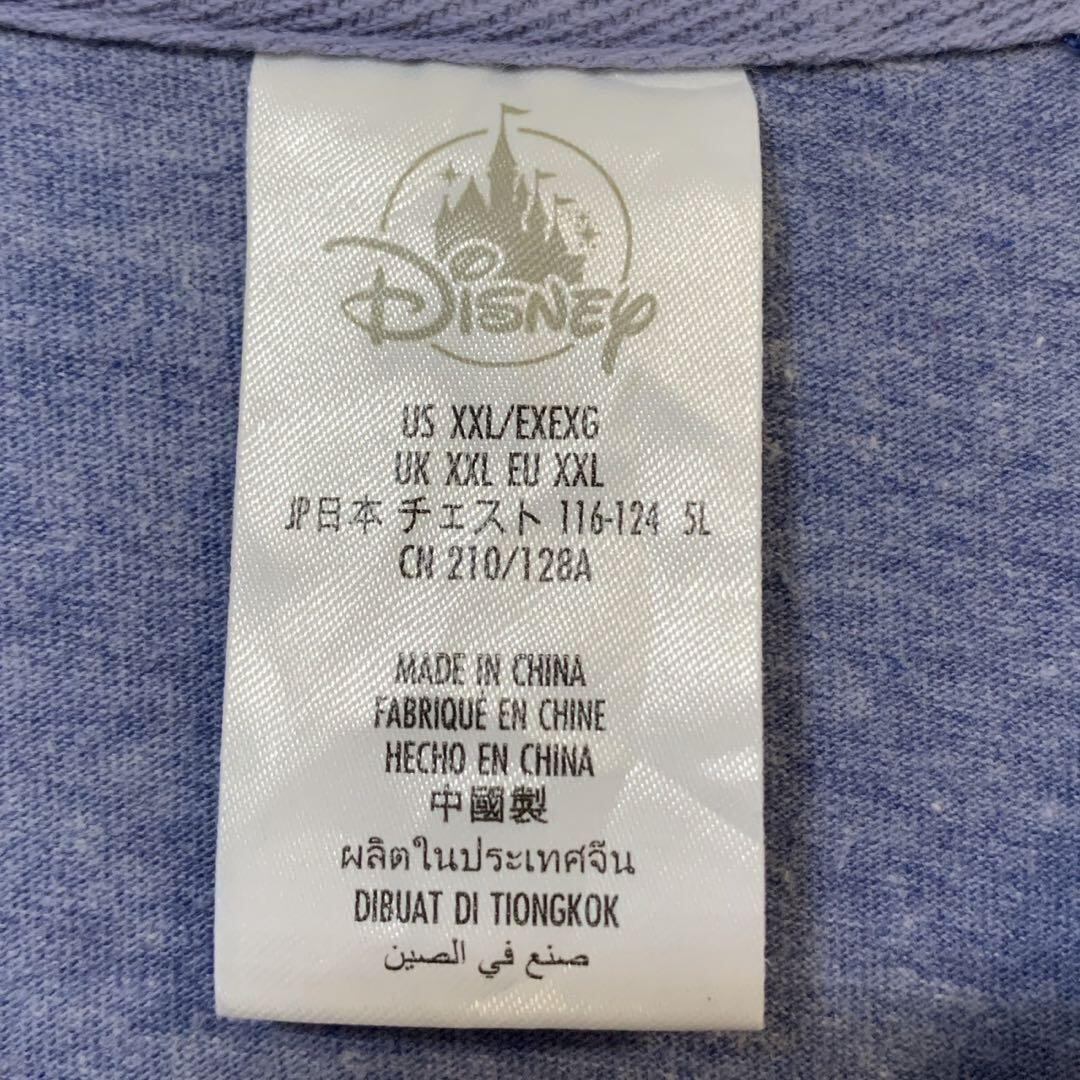 Disney
US XXL/EXEXG
UK XXL EU XXL
JP日本 チェスト 116-124 5L
CN 210/128A
MADE IN CHINA
FABRIQUÉ EN CHINE
HECHO EN CHINA
中國製
ผลิตในประเทศจีน
DIBUAT DI TIONGKOK
صنع في الصين